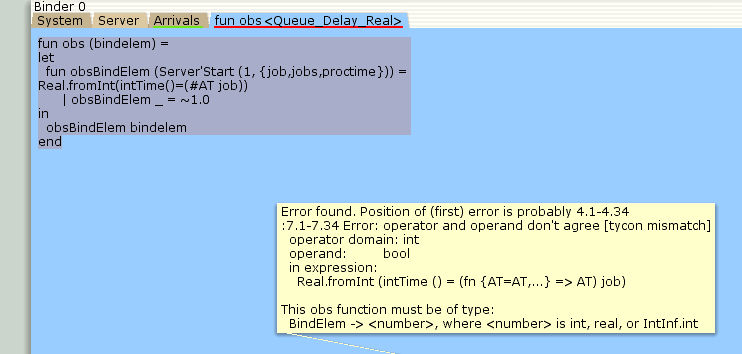 Binder 0
System Server Arrivals fun obs <Queue_Delay_Real>
fun obs (bindelem) =
let
fun obsBindElem (Server'Start (1, {job,jobs,proctime})) =
Real.fromInt(intTime()=(#AT job))
| obsBindElem _ = ~1.0
in
obsBindElem bindelem
end
Error found. Position of (first) error is probably 4.1-4.34
:7.1-7.34 Error: operator and operand don't agree [tycon mismatch]
operator domain: int
operand: bool
in expression:
Real.fromInt (intTime () = (fn {AT=AT,...} => AT) job)
This obs function must be of type:
BindElem -> <number>, where <number> is int, real, or IntInf.int